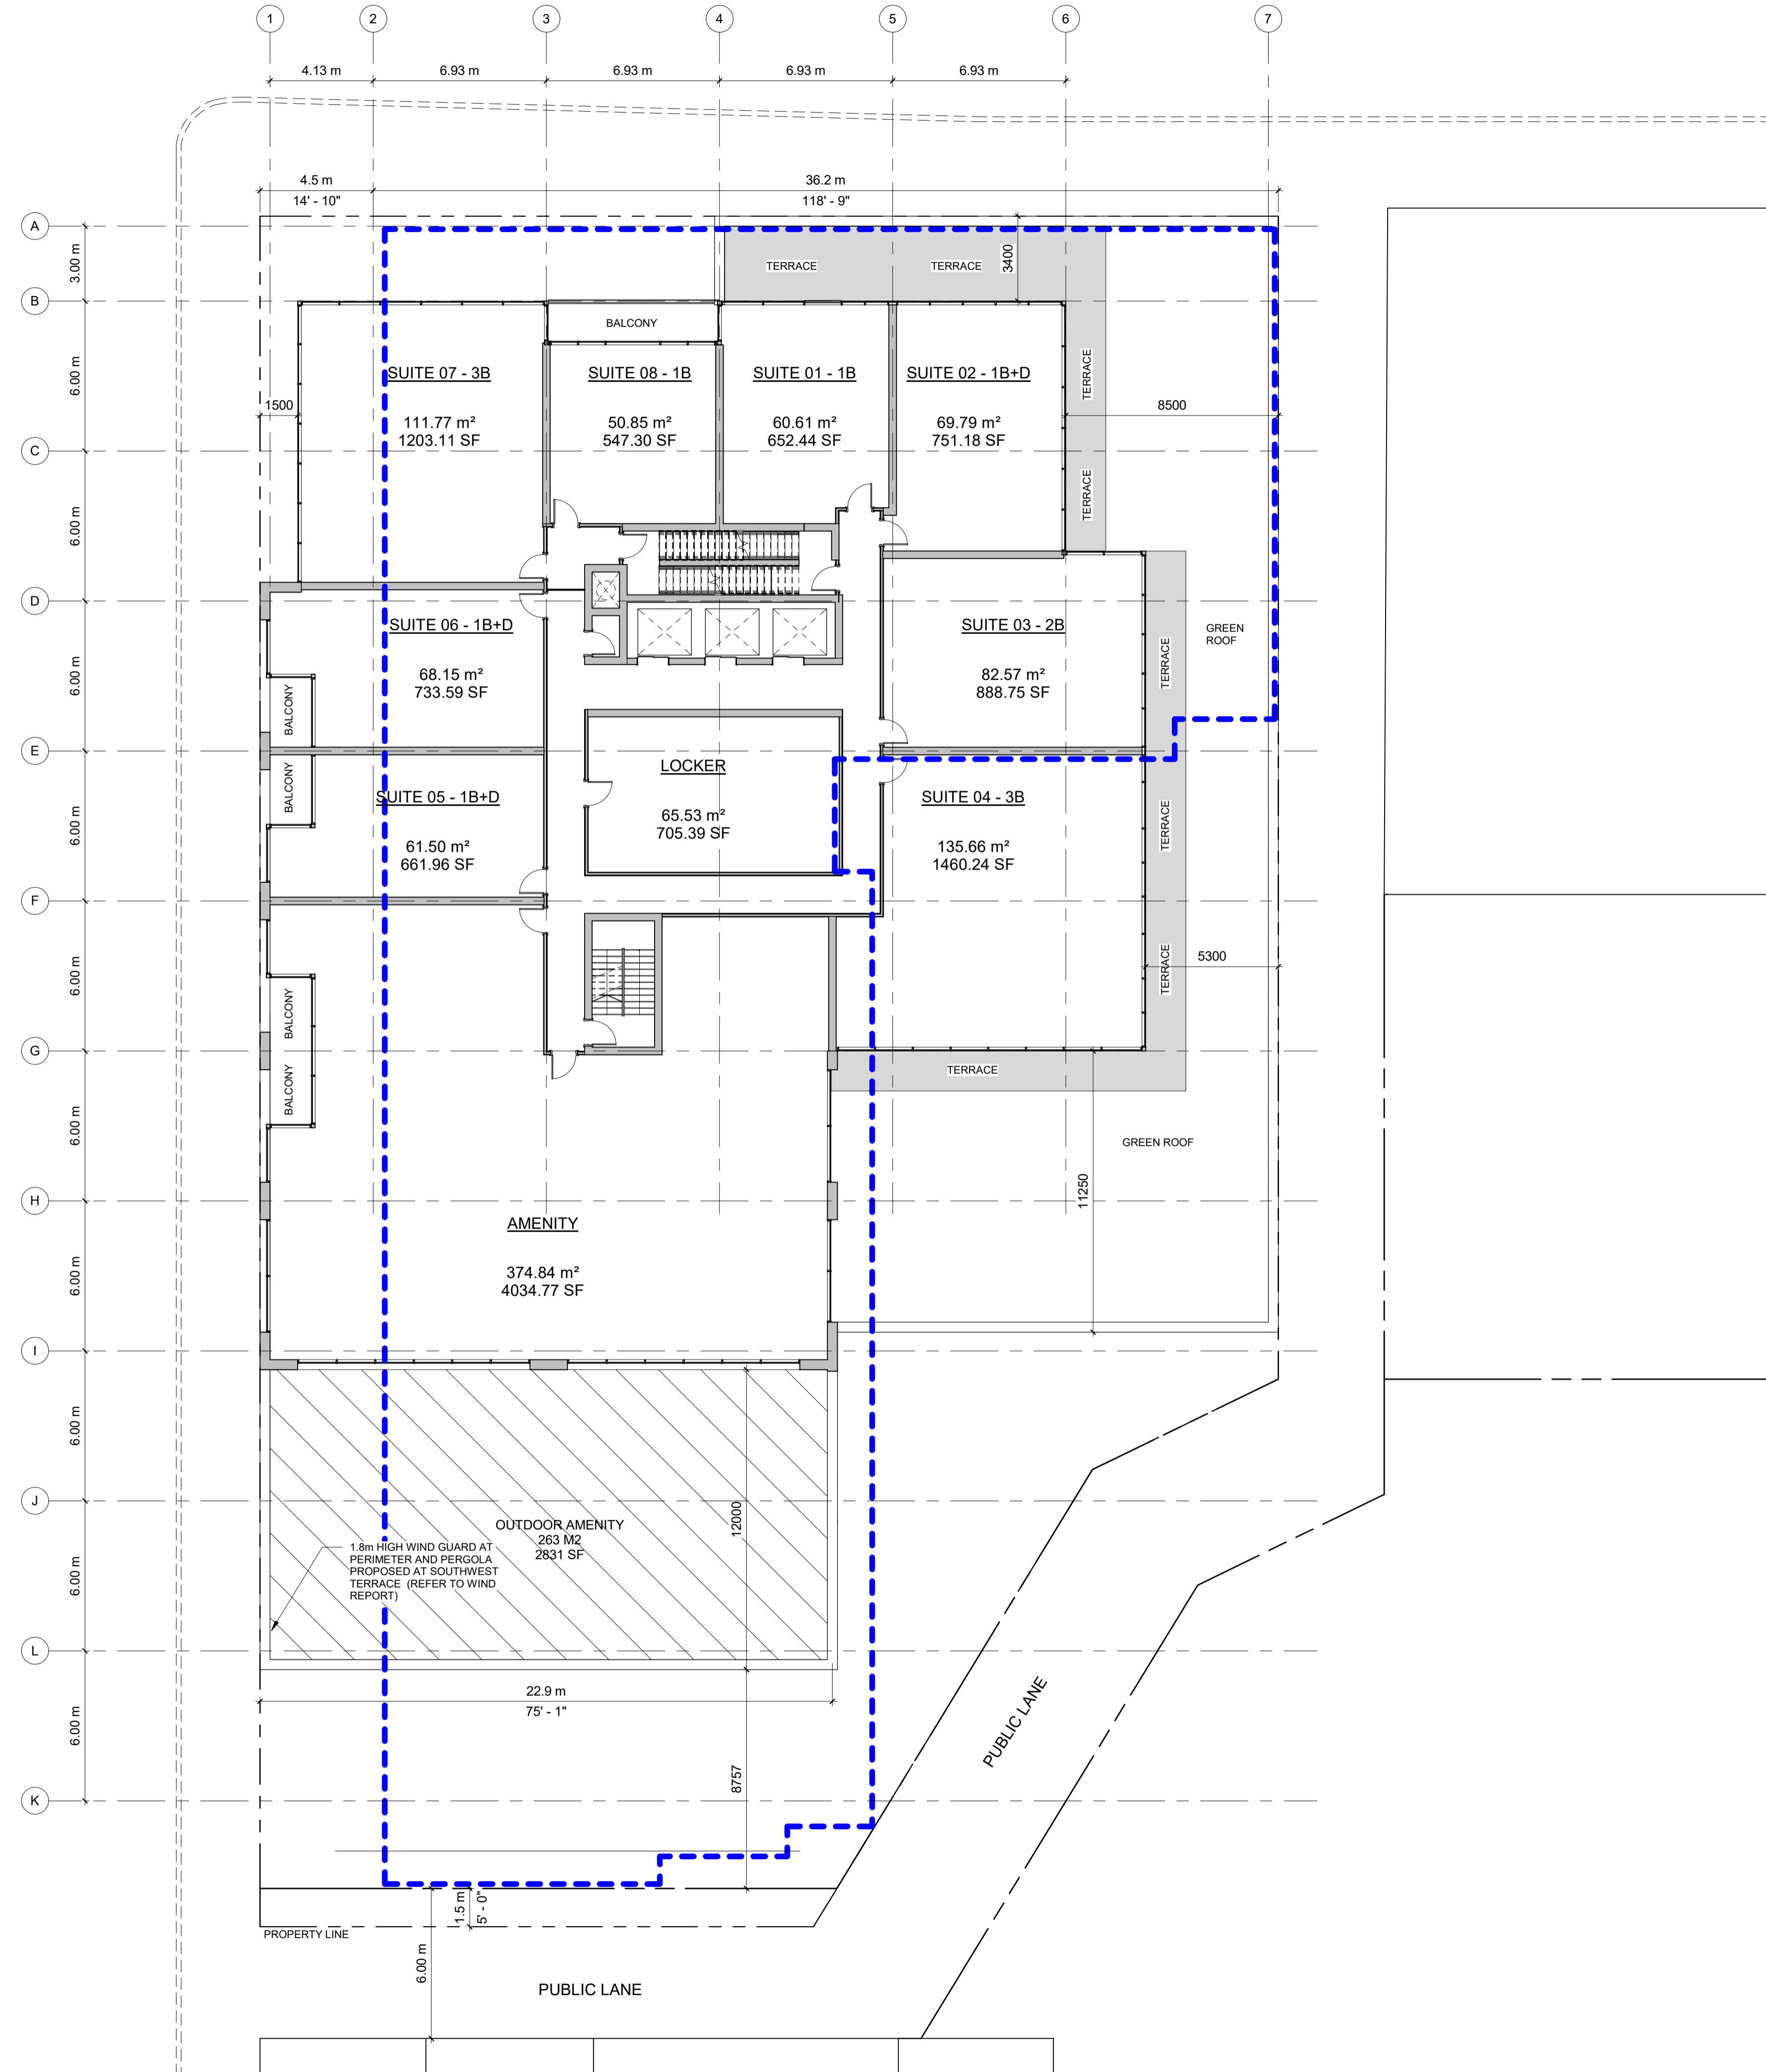 1
2
3
4
5
6
7
4.13 m
6.93 m
6.93 m
6.93 m
6.93 m
4.5 m
14' - 10"
36.2 m
118' - 9"
A
3.00 m
TERRACE
TERRACE
3400
B
BALCONY
6.00 m
SUITE 07 - 3B
SUITE 08 - 1B
SUITE 01 - 1B
SUITE 02 - 1B+D
TERRACE
1500
8500
111.77 m²
1203.11 SF
50.85 m²
547.30 SF
60.61 m²
652.44 SF
69.79 m²
751.18 SF
C
TERRACE
6.00 m
D
SUITE 06 - 1B+D
SUITE 03 - 2B
GREEN
ROOF
6.00 m
68.15 m²
733.59 SF
82.57 m²
888.75 SF
TERRACE
BALCONY
E
LOCKER
BALCONY
SUITE 05 - 1B+D
SUITE 04 - 3B
6.00 m
65.53 m²
705.39 SF
TERRACE
61.50 m²
661.96 SF
135.66 m²
1460.24 SF
F
6.00 m
TERRACE
5300
BALCONY
G
TERRACE
BALCONY
6.00 m
GREEN ROOF
11250
H
AMENITY
6.00 m
374.84 m²
4034.77 SF
I
6.00 m
J
12000
OUTDOOR AMENITY
263 M2
2831 SF
1.8m HIGH WIND GUARD AT
PERIMETER AND PERGOLA
PROPOSED AT SOUTHWEST
TERRACE (REFER TO WIND
REPORT)
6.00 m
L
22.9 m
75' - 1"
6.00 m
PUBLIC LANE
8757
K
1.5 m
5' - 0"
PROPERTY LINE
6.00 m
PUBLIC LANE